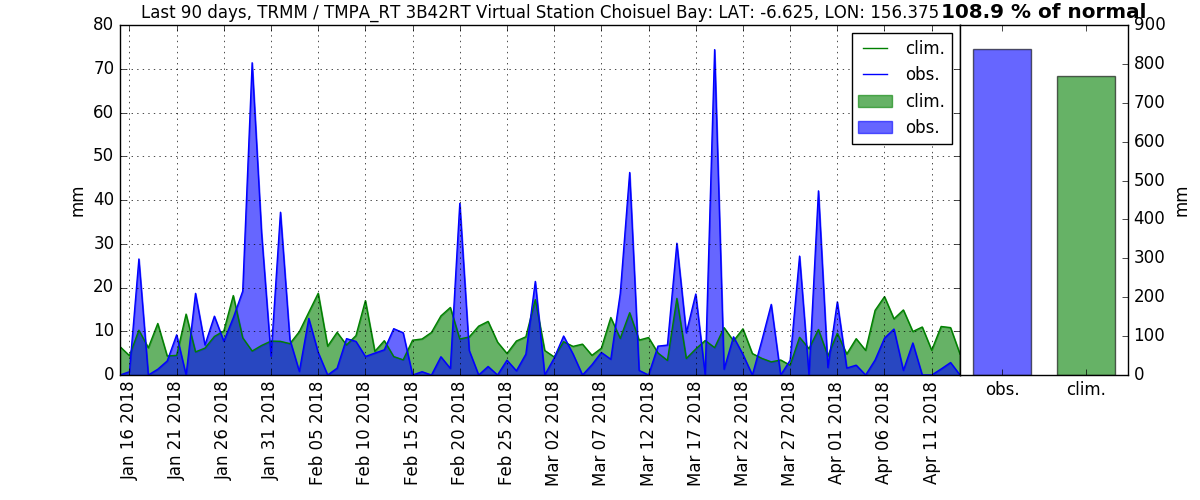 Last 90 days, TRMM / TMPA_RT 3B42RT Virtual Station Choisuel Bay: LAT: -6.625, LON: 156.375
108.9 % of normal
80
70
60
50
40
30
20
10
0
mm
clim.
obs.
clim.
obs.
900
800
700
600
500
400
300
200
100
0
mm
Jan 16 2018
Jan 21 2018
Jan 26 2018
Jan 31 2018
Feb 05 2018
Feb 10 2018
Feb 15 2018
Feb 20 2018
Feb 25 2018
Mar 02 2018
Mar 07 2018
Mar 12 2018
Mar 17 2018
Mar 22 2018
Mar 27 2018
Apr 01 2018
Apr 06 2018
Apr 11 2018
obs.
clim.